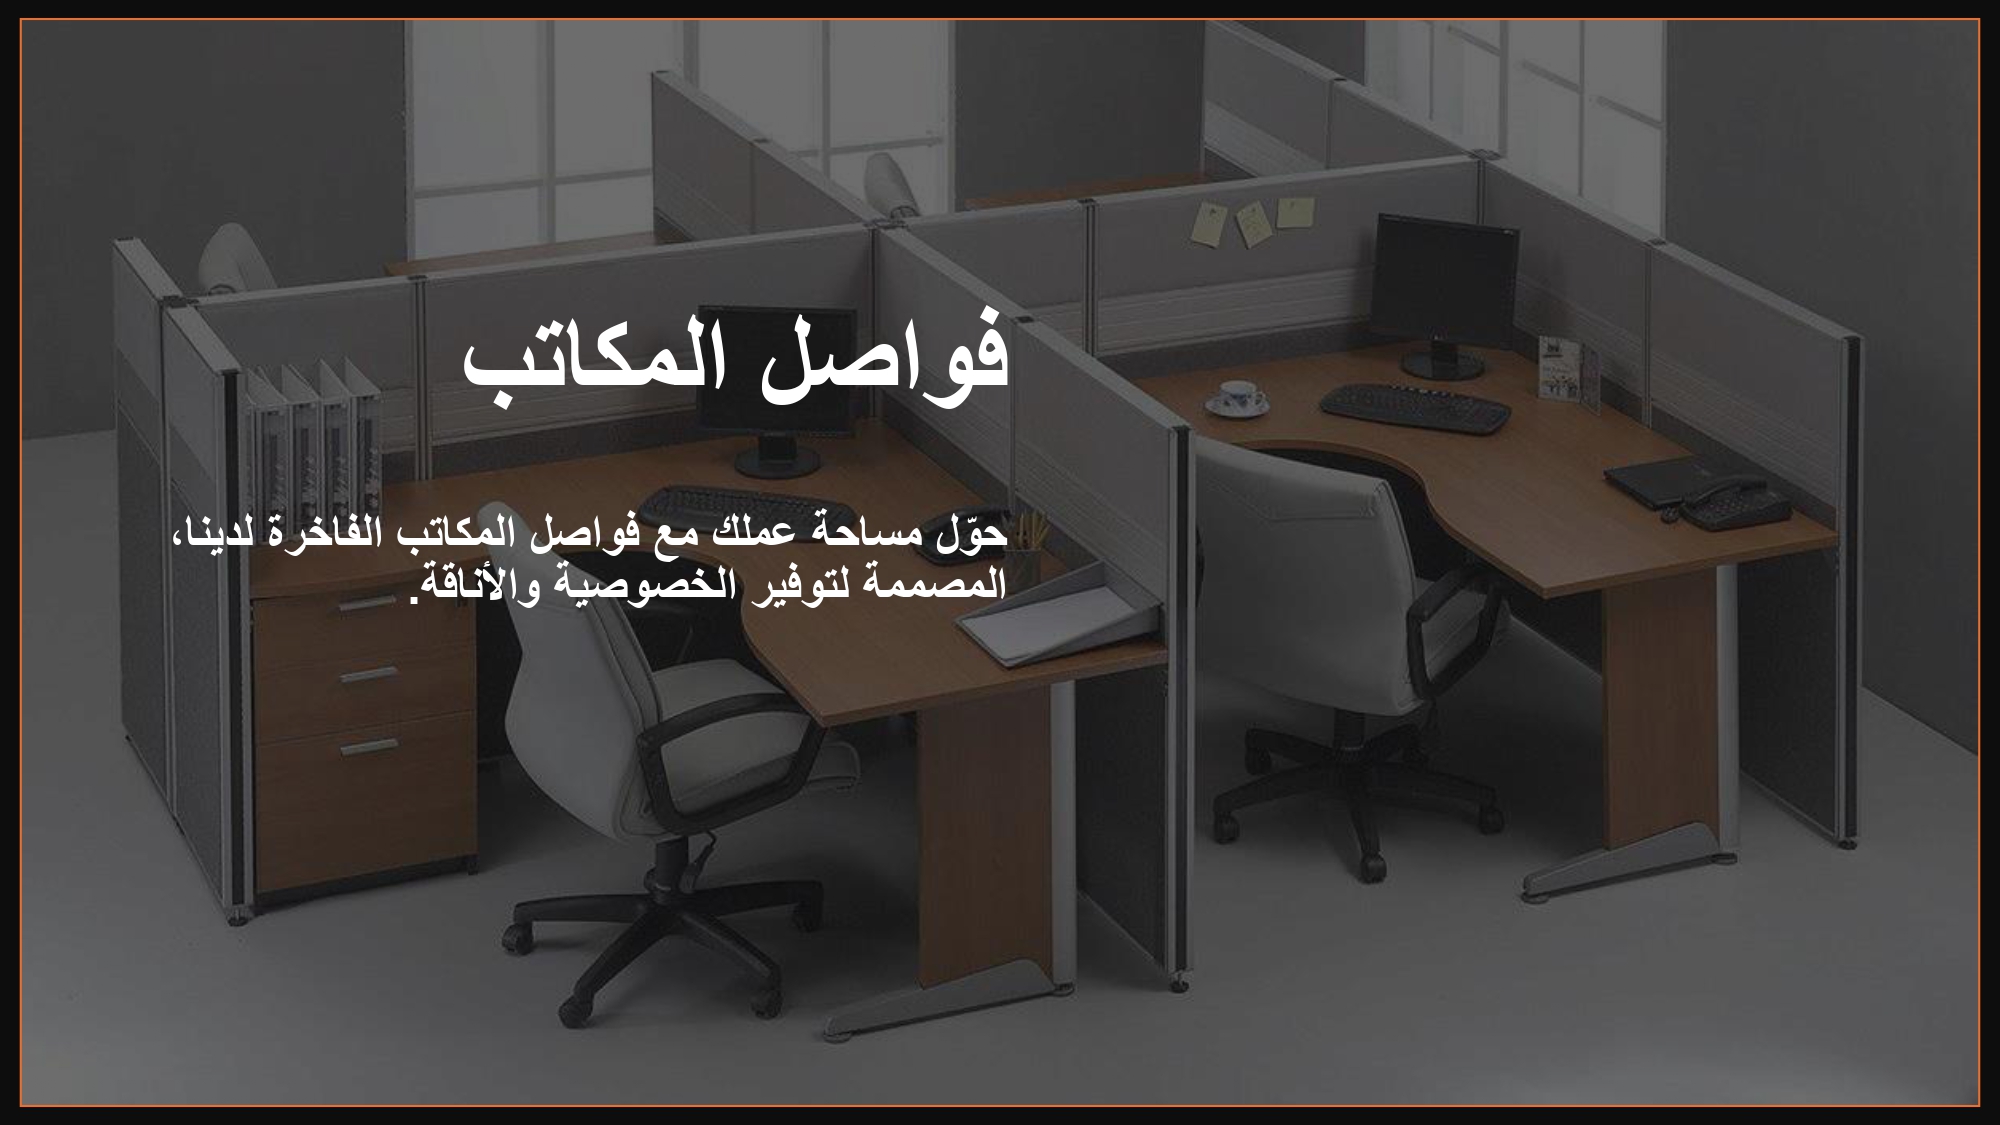 فواصل المكاتب
حوّل مساحة عملك مع فواصل المكاتب الفاخرة لدينا،
المصممة لتوفير الخصوصية والأناقة.